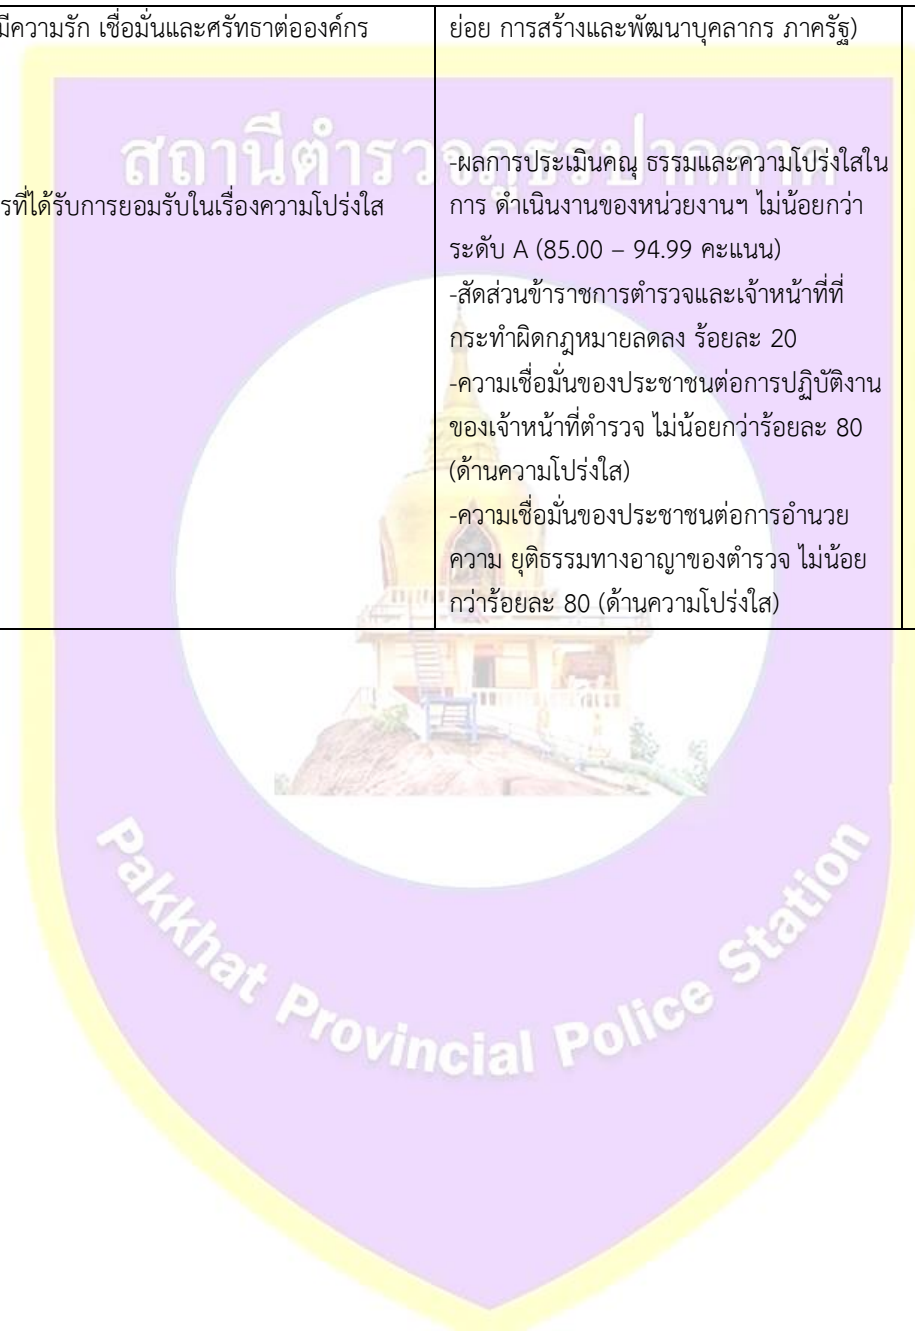 มีความรัก เชื่อมั่นและศรัทธาต่อองค์กร
รที่ได้รับการยอมรับในเรื่องความโปร่งใส
ย่อย การสร้างและพัฒนาบุคลากร ภาครัฐ)
-ผลการประเมินคณุ ธรรมและความโปร่งใสใน
การ ดำเนินงานของหน่วยงานฯ ไม่น้อยกว่า
ระดับ A (85.00 – 94.99 คะแนน)
-สัดส่วนข้าราชการตำรวจและเจ้าหน้าที่ที่
กระทำผิดกฎหมายลดลง ร้อยละ 20
-ความเชื่อมั่นของประชาชนต่อการปฏิบัติงาน
ของเจ้าหน้าที่ตำรวจ ไม่น้อยกว่าร้อยละ 80
(ด้านความโปร่งใส)
-ความเชื่อมั่นของประชาชนต่อการอำนวย
ความ ยุติธรรมทางอาญาของตำรวจ ไม่น้อย
กว่าร้อยละ 80 (ด้านความโปร่งใส)
สถานีตำรวจภูธรปากคาด
Pakkhat Provincial Police Station